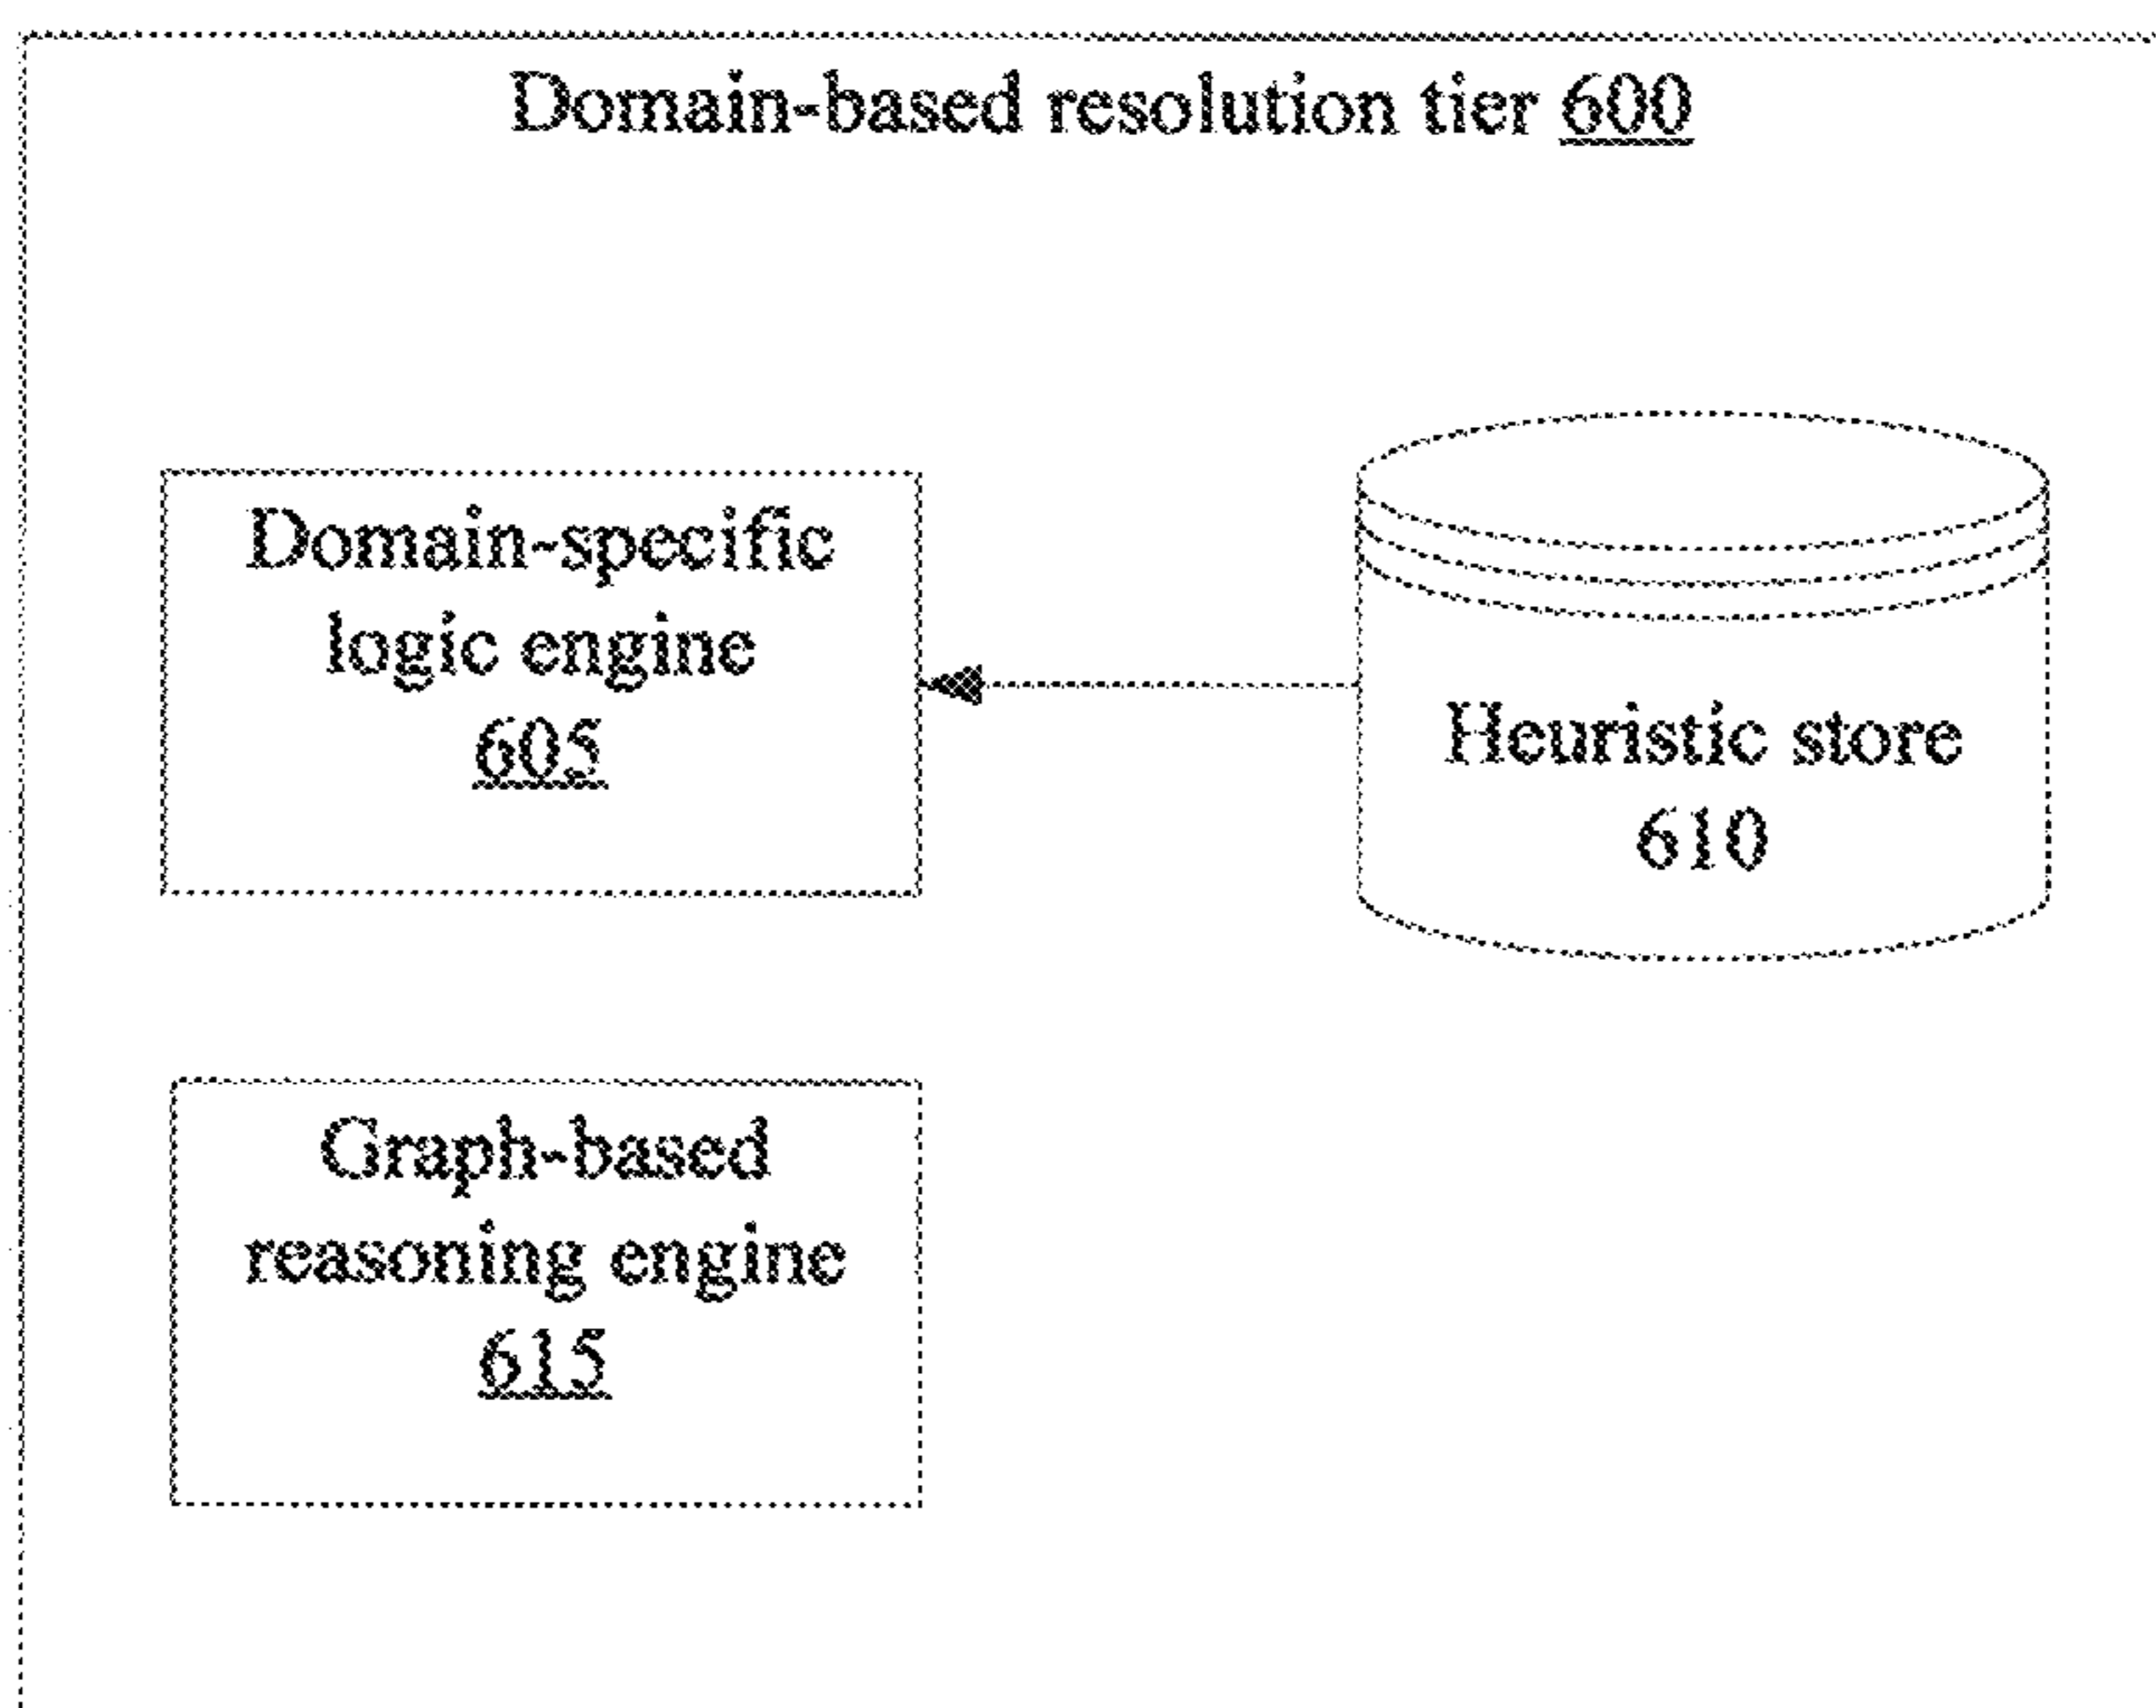 Domain-based resolution tier 600
Domain-specific
logic engine
605
Heuristic store
610
Graph-based
reasoning engine
615